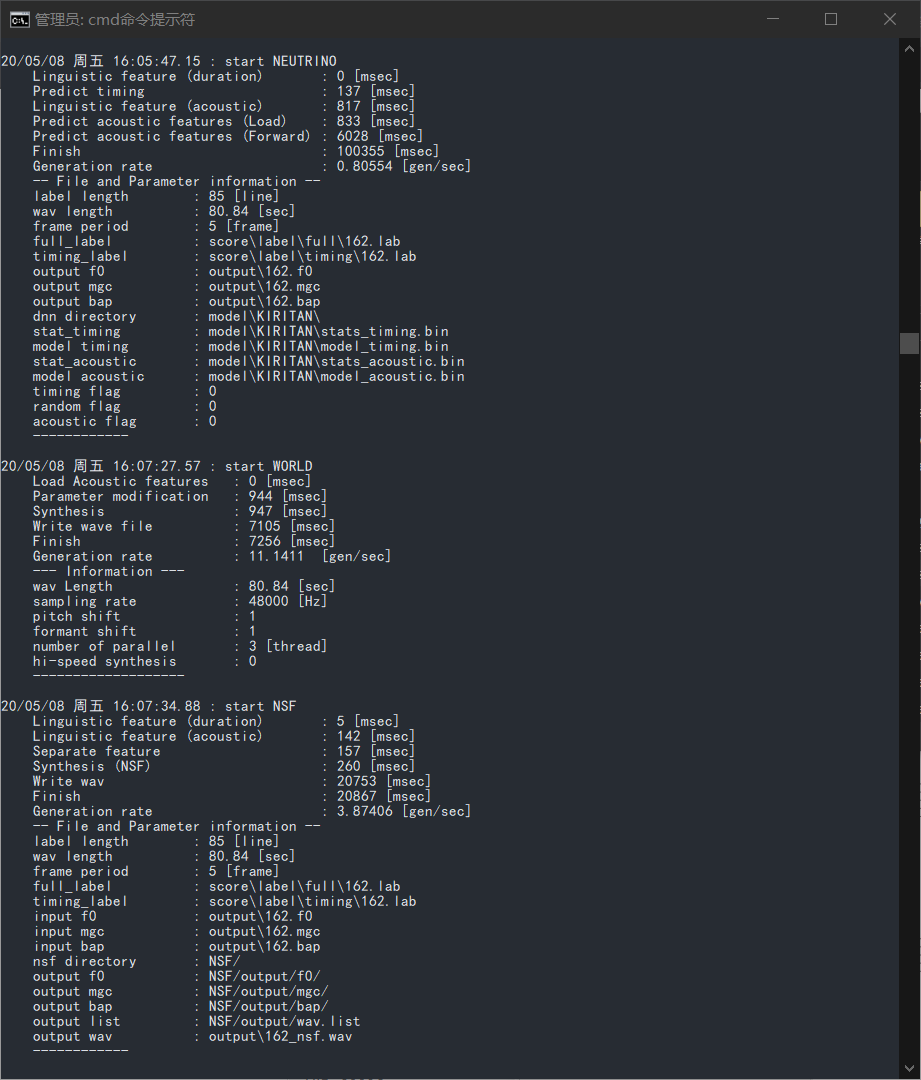 管理员: cmd命令提示符
20/05/08 周五 16:05:47.15 : start NEUTRINO
Linguistic feature (duration) : 0 [msec]
Predict timing : 137 [msec]
Linguistic feature (acoustic) : 817 [msec]
Predict acoustic features (Load) : 833 [msec]
Predict acoustic features (Forward) : 6028 [msec]
Finish : 100355 [msec]
Generation rate : 0.80554 [gen/sec]
-- File and Parameter information --
label length : 85 [line]
wav length : 80.84 [sec]
frame period : 5 [frame]
full_label : score\label\full\162.lab
timing_label : score\label\timing\162.lab
output f0 : output\162.f0
output mgc : output\162.mgc
output bap : output\162.bap
dnn directory : model\KIRITAN\
stat_timing : model\KIRITAN\stats_timing.bin
model timing : model\KIRITAN\model_timing.bin
stat_acoustic : model\KIRITAN\stats_acoustic.bin
model acoustic : model\KIRITAN\model_acoustic.bin
timing flag : 0
random flag : 0
acoustic flag : 0
------------
20/05/08 周五 16:07:27.57 : start WORLD
Load Acoustic features : 0 [msec]
Parameter modification : 944 [msec]
Synthesis : 947 [msec]
Write wave file : 7105 [msec]
Finish : 7256 [msec]
Generation rate : 11.1411 [gen/sec]
--- Information ---
wav Length : 80.84 [sec]
sampling rate : 48000 [Hz]
pitch shift : 1
formant shift : 1
number of parallel : 3 [thread]
hi-speed synthesis : 0
-------------------
20/05/08 周五 16:07:34.88 : start NSF
Linguistic feature (duration) : 5 [msec]
Linguistic feature (acoustic) : 142 [msec]
Separate feature : 157 [msec]
Synthesis (NSF) : 260 [msec]
Write wav : 20753 [msec]
Finish : 20867 [msec]
Generation rate : 3.87406 [gen/sec]
-- File and Parameter information --
label length : 85 [line]
wav length : 80.84 [sec]
frame period : 5 [frame]
full_label : score\label\full\162.lab
timing_label : score\label\timing\162.lab
input f0 : output\162.f0
input mgc : output\162.mgc
input bap : output\162.bap
nsf directory : NSF/
output f0 : NSF/output/f0/
output mgc : NSF/output/mgc/
output bap : NSF/output/bap/
output list : NSF/output/wav.list
output wav : output\162_nsf.wav
------------